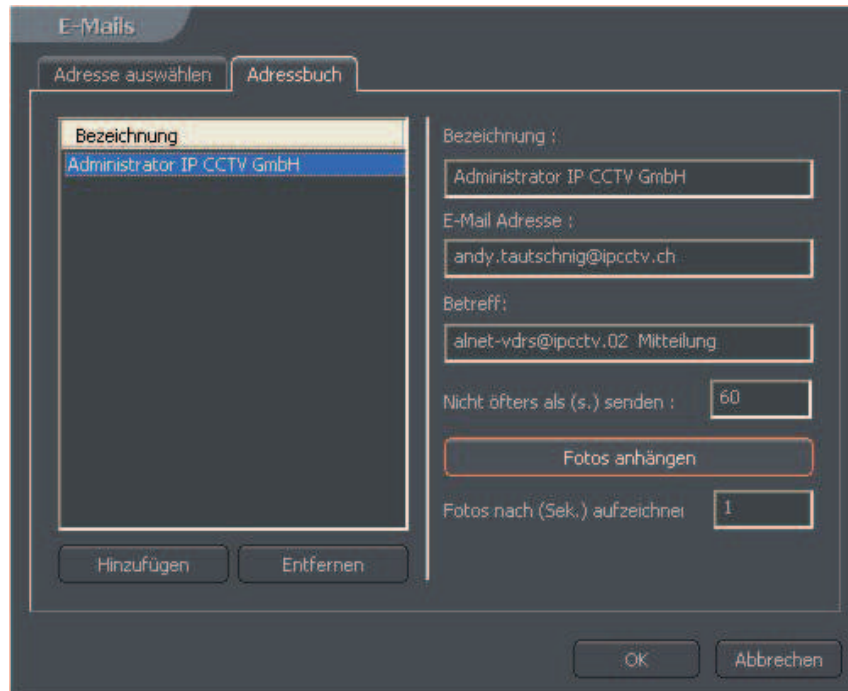 E-Mails
Adresse auswählen
Adressbuch
Bezeichnung
Administrator IP CCTV GmbH
Hinzufügen
Entfernen
Bezeichnung :
Administrator IP CCTV GmbH
E-Mail Adresse :
andy.tautschnig@ipcctv.ch
Betreff:
alnet-vdrs@ipcctv.02 Mitteilung
Nicht öfters als (s.) senden :
60
Fotos anhängen
Fotos nach (Sek.) aufzeichnei
1
OK
Abbrechen